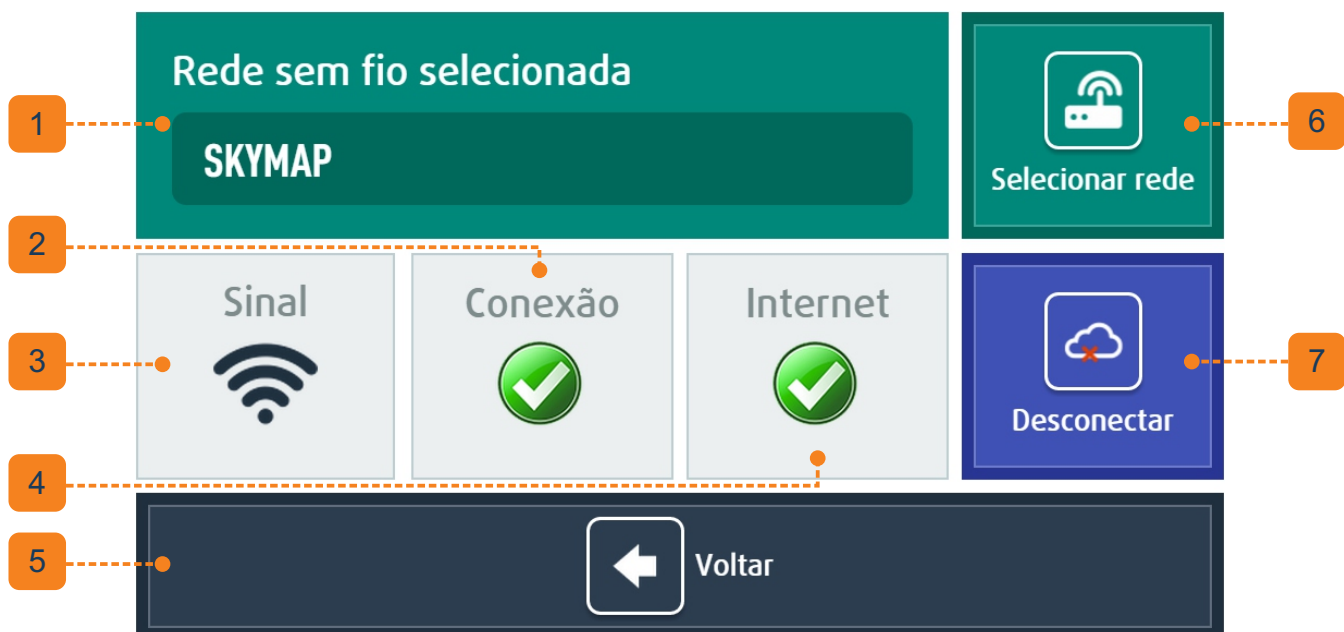 1
Rede sem fio selecionada
SKYMAP
Selecionar rede
6
2
Sinal
Conexão
Internet
3
Desconectar
7
4
5
Voltar